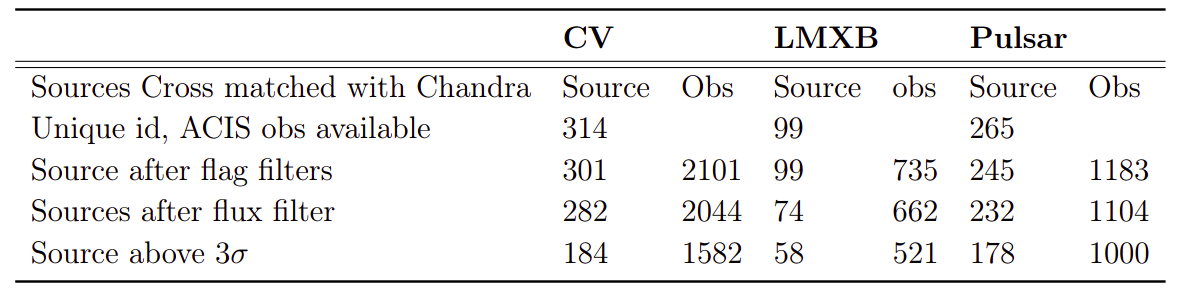 CV LMXB Pulsar
Sources Cross matched with Chandra Source Obs Source obs Source Obs
Unique id, ACIS obs available 314 99 265
Source after flag filters 301 2101 99 735 245 1183
Sources after flux filter 282 2044 74 662 232 1104
Source above 3σ 184 1582 58 521 178 1000